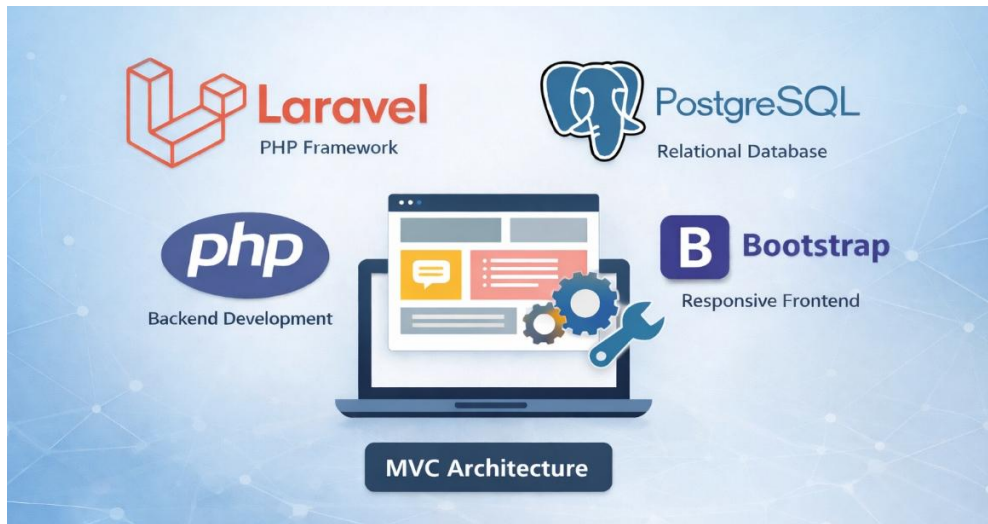 Laravel
PHP Framework
PostgreSQL
Relational Database
php
Backend Development
B Bootstrap
Responsive Frontend
MVC Architecture